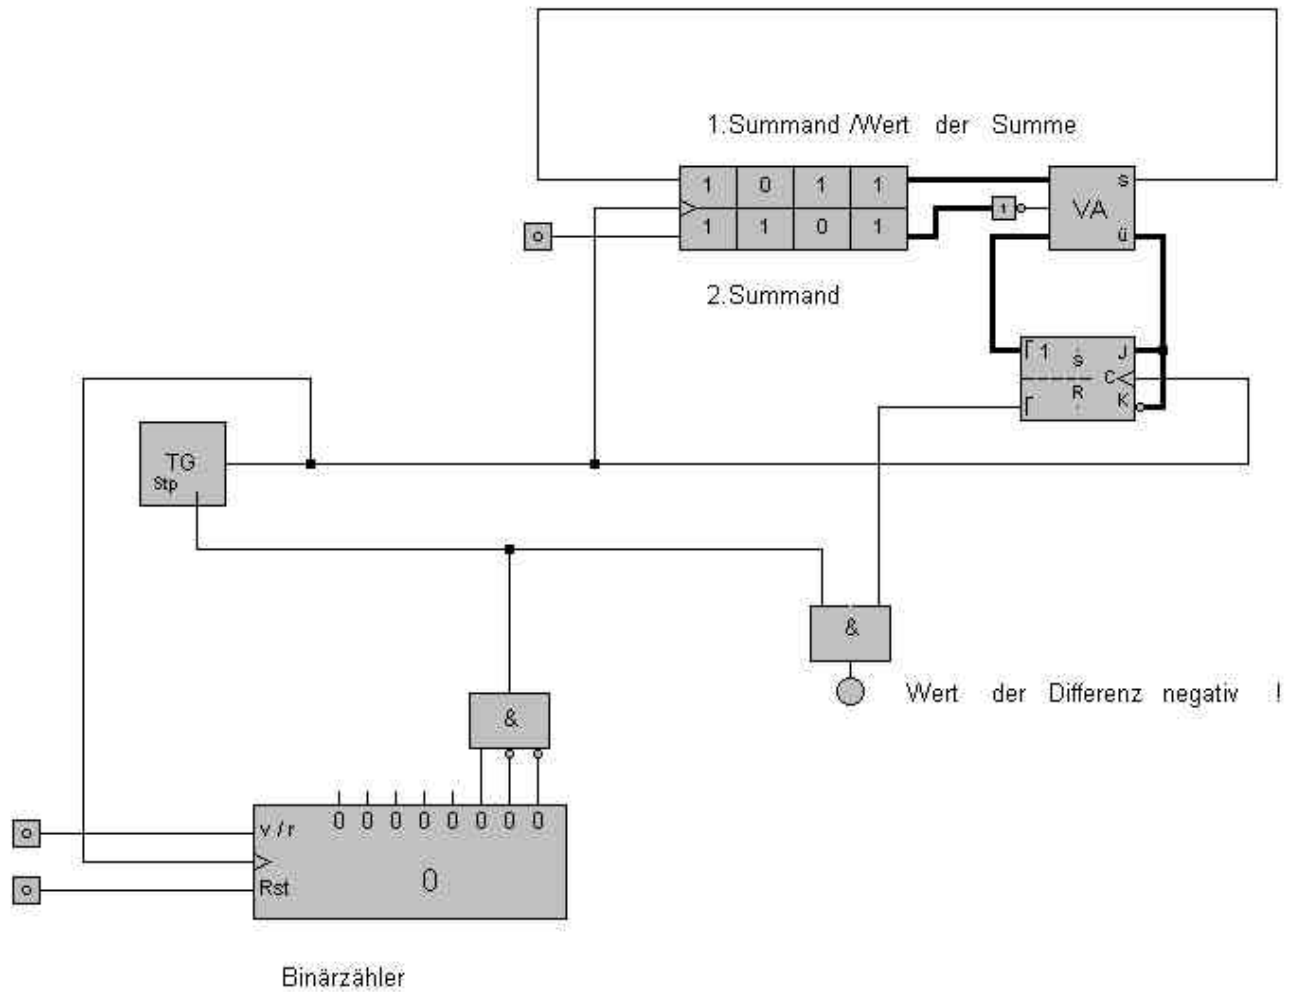 1.Summand /Wert der Summe
1 0 1 1
1 1 0 1
1
VA
s
ü
o
2.Summand
1 S J
C
R K
TG
Stp
&
Wert der Differenz negativ !
&
0 0 0 0 0 0 0 0
o
v / r
0
o
Rst
Binärzähler